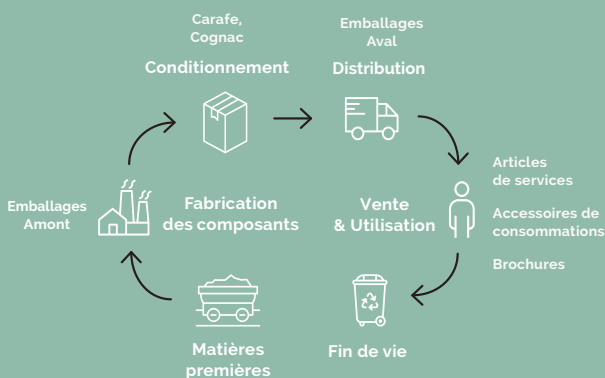 Carafe,
Cognac
Conditionnement
Emballages
Aval
Distribution
Articles
de services
Accessoires de
consommations
Brochures
Emballages
Amont
Fabrication
des composants
Vente
& Utilisation
Matières
premières
Fin de vie